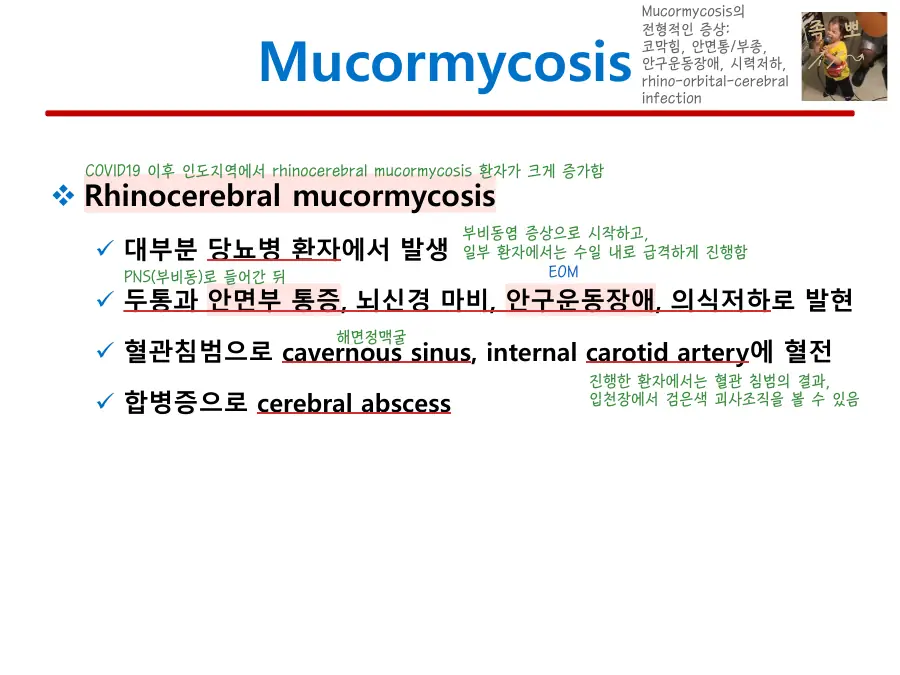 Mucormycosis의
전형적인 증상:
코막힘, 안면통/부종,
안구운동장애, 시력저하,
rhino-orbital-cerebral
infection
족 뽀
Mucormycosis
COVID19 이후 인도지역에서 rhinocerebral mucormycosis 환자가 크게 증가함
❖ Rhinocerebral mucormycosis
부비동염 증상으로 시작하고,
✓ 대부분 당뇨병 환자에서 발생
일부 환자에서는 수일 내로 급격하게 진행함
PNS(부비동)로 들어간 뒤
EOM
✓ 두통과 안면부 통증, 뇌신경 마비, 안구운동장애, 의식저하로 발현
해면정맥굴
✓ 혈관침범으로 cavernous sinus, internal carotid artery에 혈전
진행한 환자에서는 혈관 침범의 결과,
입천장에서 검은색 괴사조직을 볼 수 있음
✓ 합병증으로 cerebral abscess